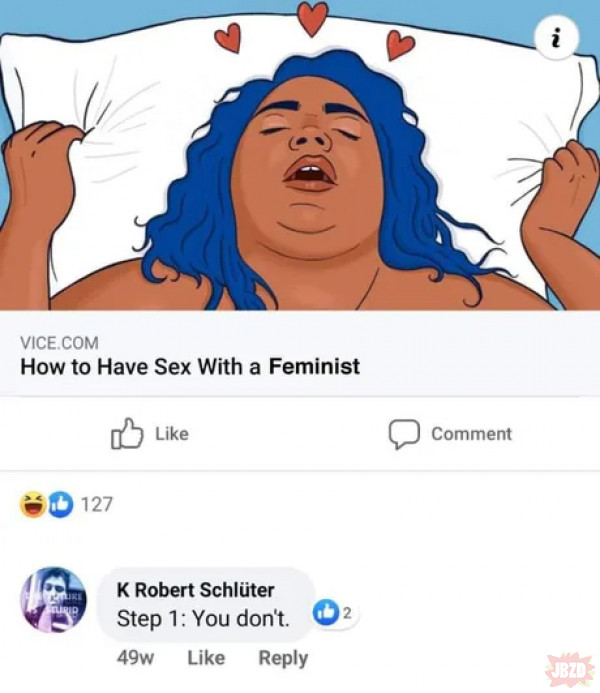 i
VICE.COM
How to Have Sex With a Feminist
Like
Comment
127
K Robert Schlüter
Step 1: You don't.
2
49w Like Reply
JBZD